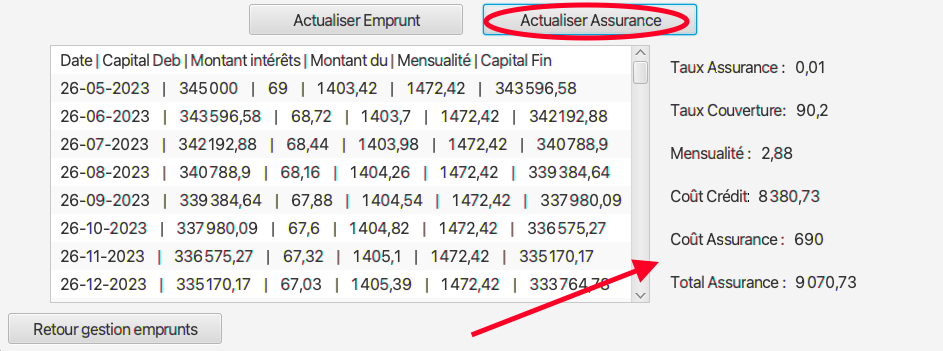 Actualiser Emprunt
Actualiser Assurance
Date | Capital Deb | Montant intérêts | Montant du | Mensualité | Capital Fin
26-05-2023 | 345 000 | 69 | 1403,42 | 1472,42 | 343 596,58
26-06-2023 | 343 596,58 | 68,72 | 1403,7 | 1472,42 | 342192,88
26-07-2023 | 342 192,88 | 68,44 | 1403,98 | 1472,42 | 340 788,9
26-08-2023 | 340 788,9 | 68,16 | 1404,26 | 1472,42 | 339 384,64
26-09-2023 | 339 384,64 | 67,88 | 1404,54 | 1472,42 | 337 980,09
26-10-2023 | 337 980,09 | 67,6 | 1404,82 | 1472,42 | 336 575,27
26-11-2023 | 336 575,27 | 67,32 | 1405,1 | 1472,42 | 335 170,17
26-12-2023 | 335 170,17 | 67,03 | 1405,39 | 1472,42 | 333 764,78
Taux Assurance : 0,01
Taux Couverture: 90,2
Mensualité : 2,88
Coût Crédit: 8 380,73
Coût Assurance : 690
Total Assurance : 9 070,73
Retour gestion emprunts